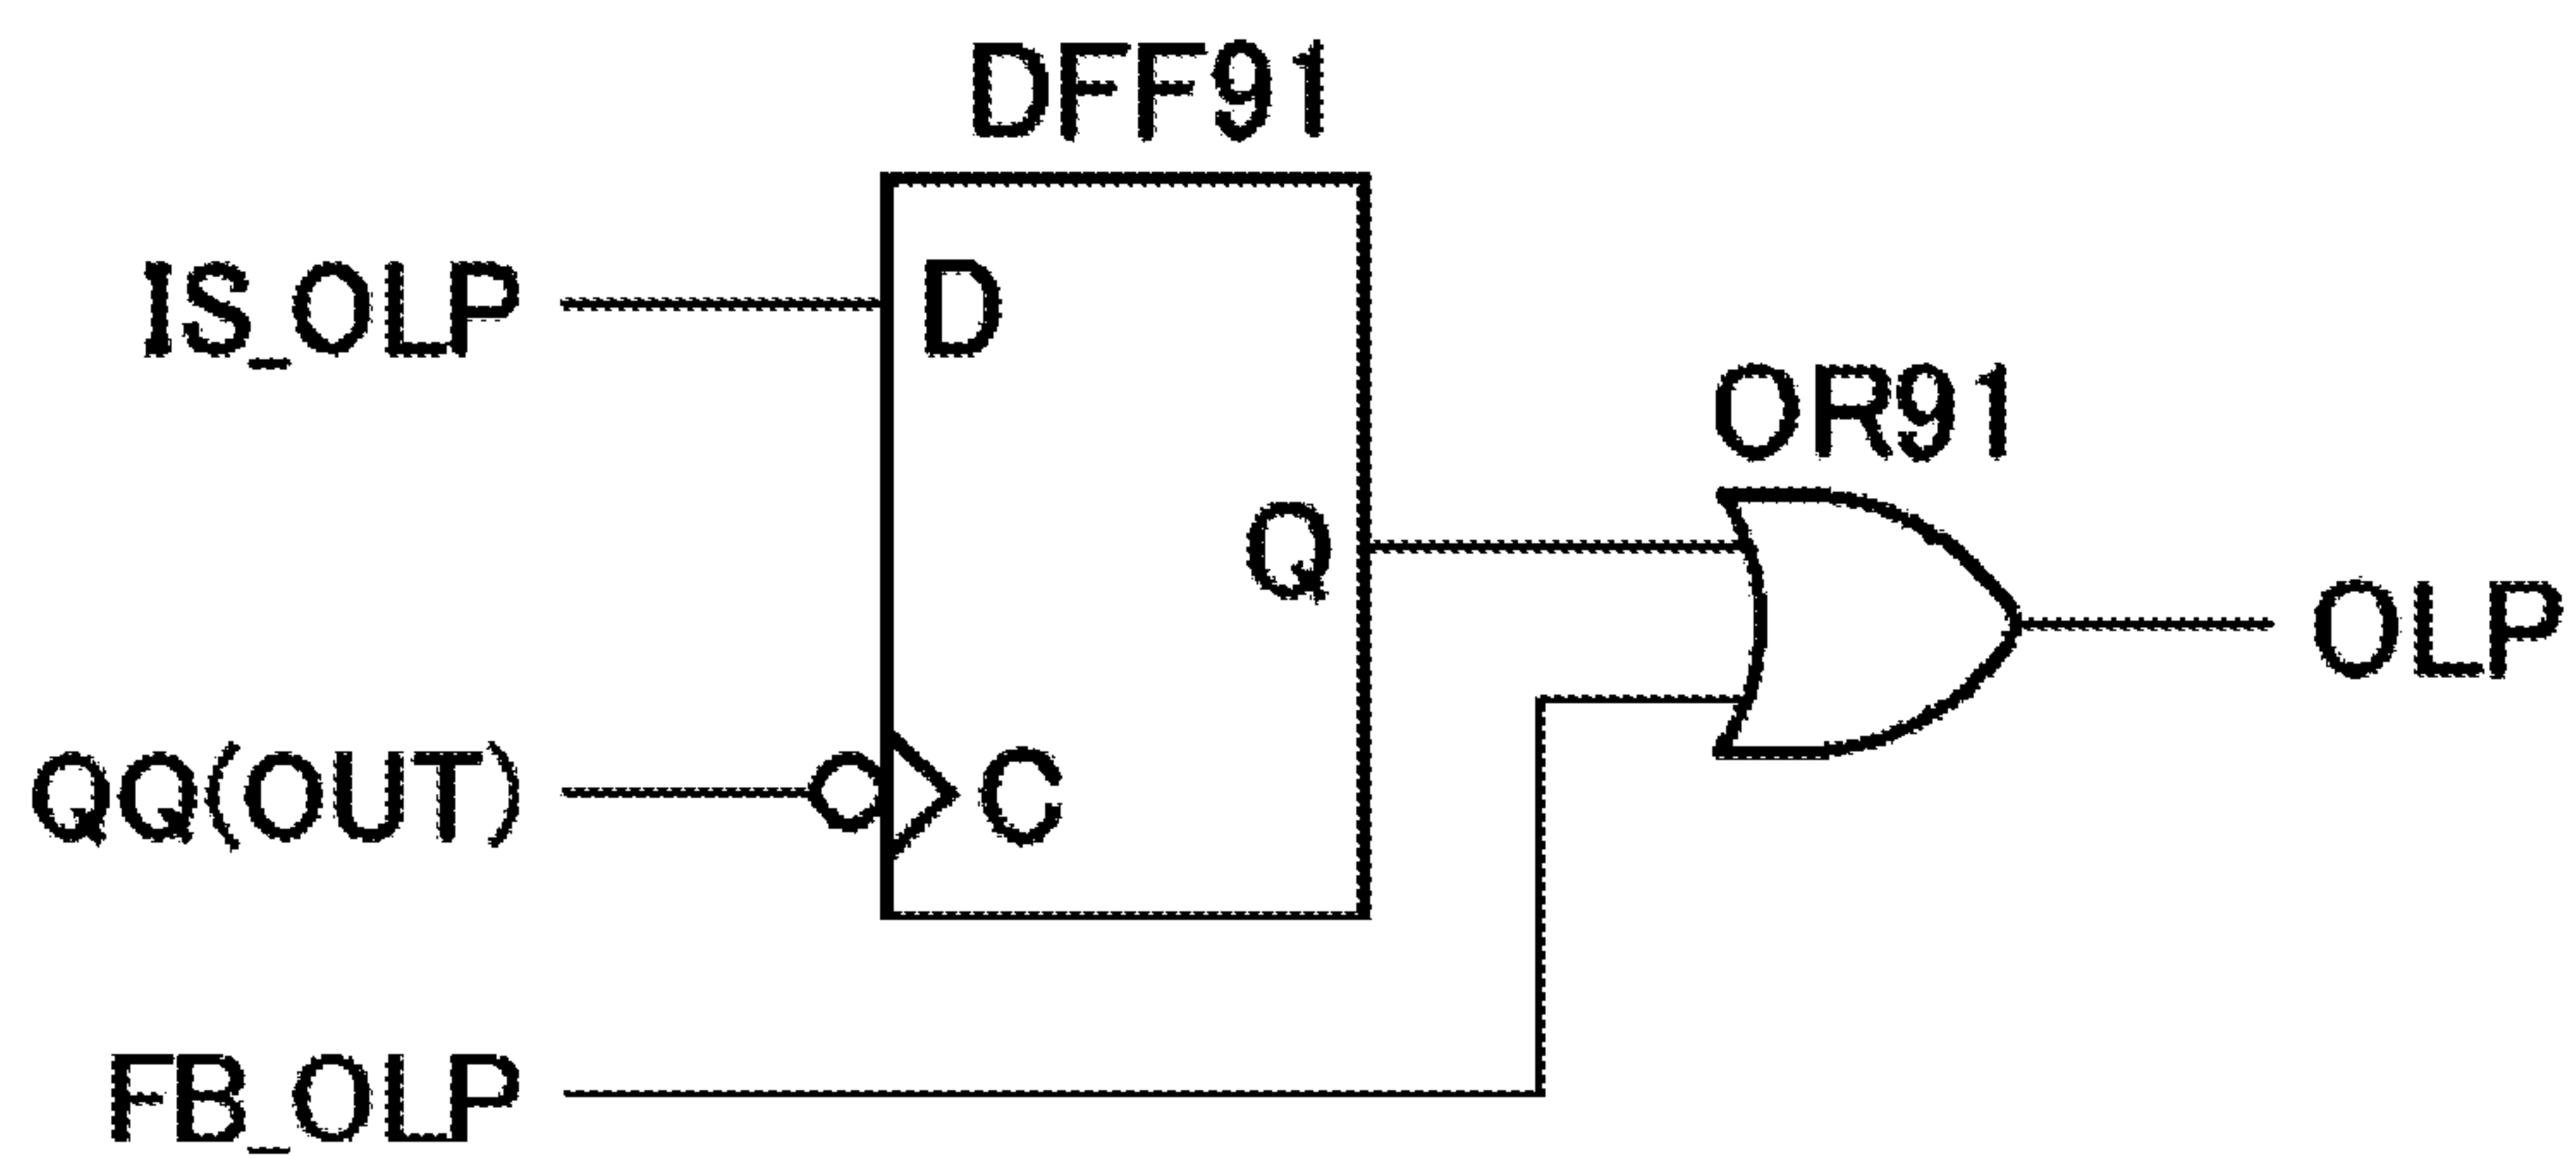 DFF91
IS_OLP
D
OR91
Q
OLP
QQ(OUT)
C
FB_OLP